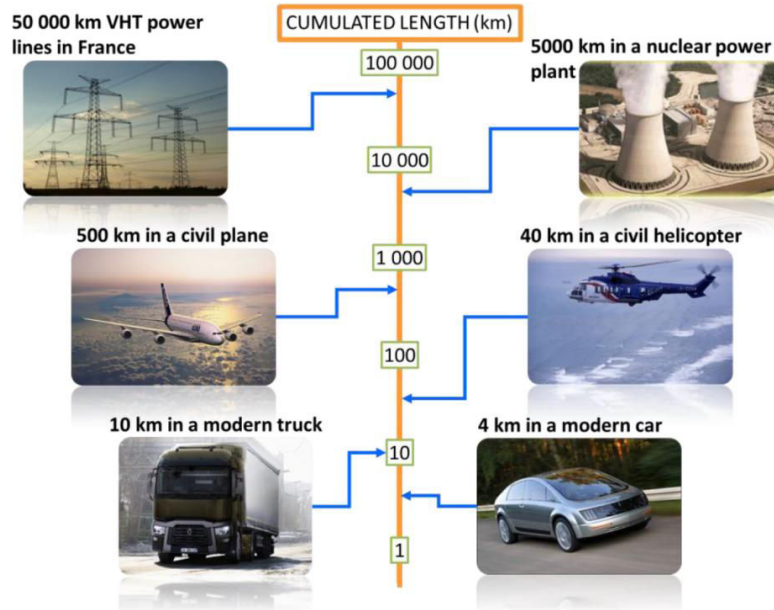 50 000 km VHT power
lines in France
CUMULATED LENGTH (km)
5000 km in a nuclear power
plant
100 000
10 000
500 km in a civil plane
40 km in a civil helicopter
1 000
100
10 km in a modern truck
4 km in a modern car
10
1